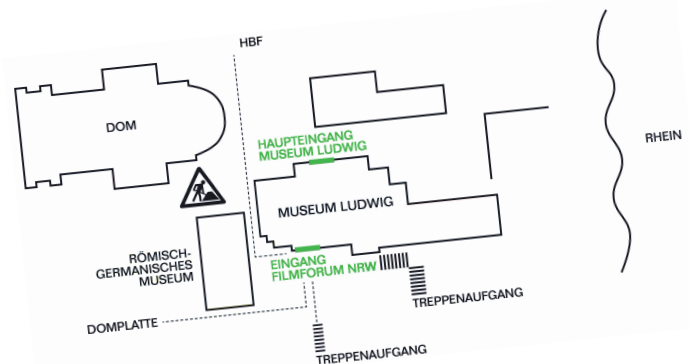 HBF
DOM
HAUPTEINGANG
MUSEUM LUDWIG
RHEIN
MUSEUM LUDWIG
RÖMISCH-
GERMANISCHES
MUSEUM
EINGANG
FILMFORUM NRW
TREPPENAUFGANG
DOMPLATTE
TREPPENAUFGANG